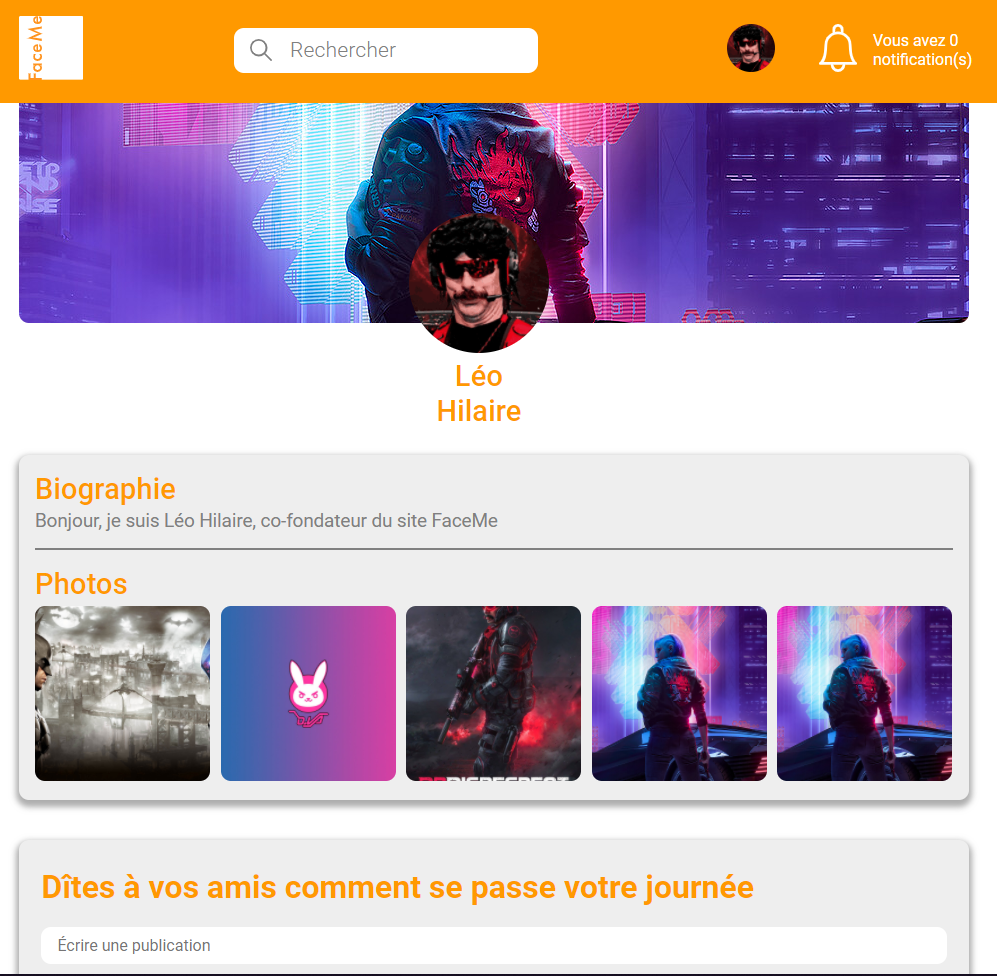 FaceMe
Rechercher
Vous avez 0
notification(s)
Léo
Hilaire
Biographie
Bonjour, je suis Léo Hilaire, co-fondateur du site FaceMe
Photos
D.VA
Dîtes à vos amis comment se passe votre journée
Écrire une publication